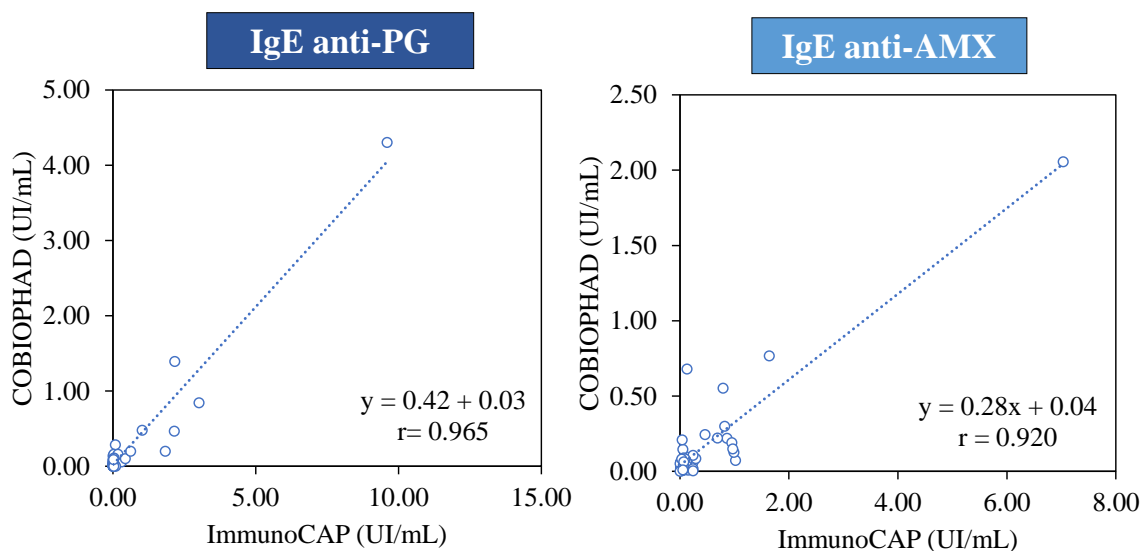 IgE anti-PG
5.00
4.00
3.00
2.00
1.00
0.00
COBIOPHAD (UI/mL)
y = 0.42 + 0.03
r= 0.965
0.00 5.00 10.00 15.00
ImmunoCAP (UI/mL)
IgE anti-AMX
2.50
2.00
1.50
1.00
0.50
0.00
COBIOPHAD (UI/mL)
y = 0.28x + 0.04
r = 0.920
0.00 2.00 4.00 6.00 8.00
ImmunoCAP (UI/mL)